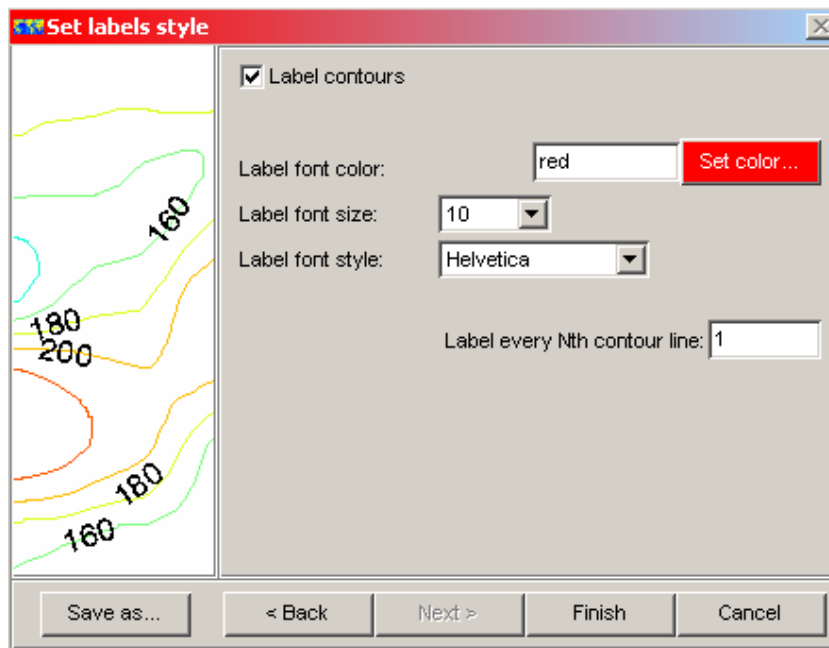 Set labels style
Label contours
Label font color: red Set color...
Label font size: 10
Label font style: Helvetica
Label every Nth contour line: 1
160
180
200
180
160
Save as... < Back Next > Finish Cancel